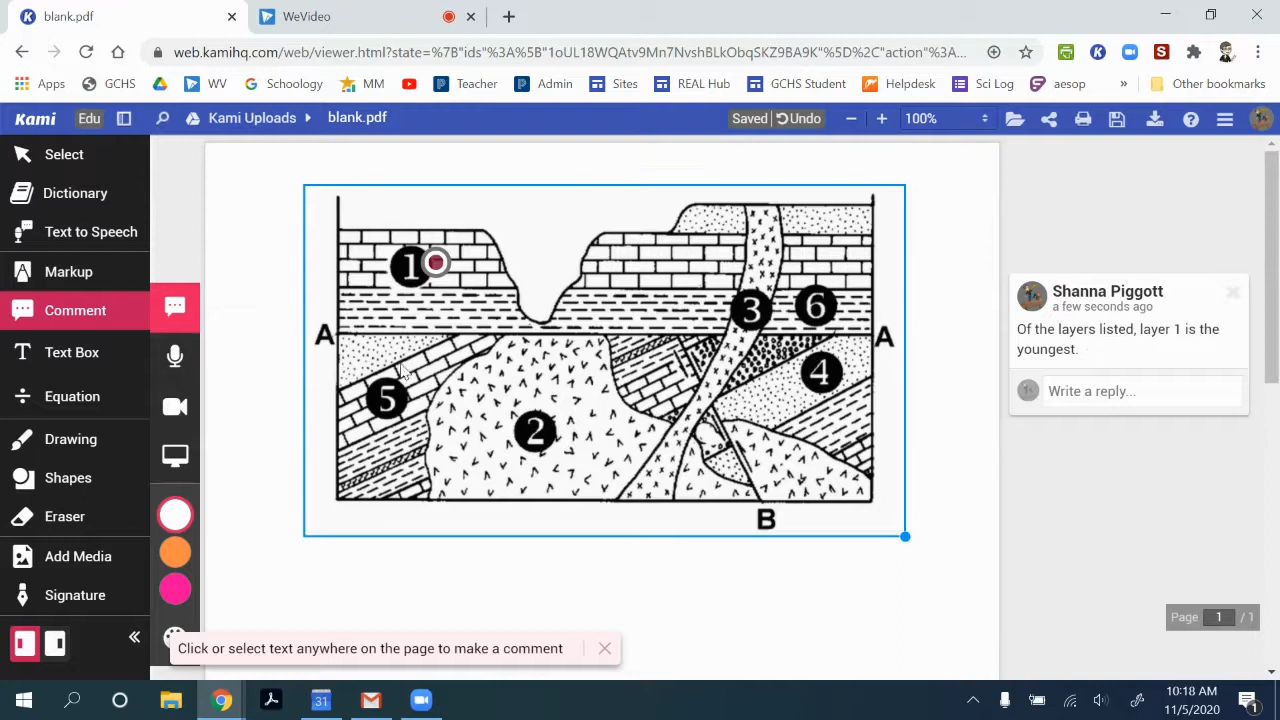 blank.pdf
WeVideo
web.kamihq.com/web/viewer.html?state=%7B"ids"%3A%5B"1oUL18WQAtv9Mn7NvshBLkObqSKZ9BA9K"%5D%2C"action"%3A...
Apps GCHS WV Schoology MM Teacher Admin Sites REAL Hub GCHS Student Helpdesk Sci Log aesop » Other bookmarks
Kami Edu Kami Uploads blank.pdf Saved Undo 100%
Select
Dictionary
Text to Speech
Markup
Comment
Text Box
Equation
Drawing
Shapes
Eraser
Add Media
Signature
1
3 6
A A
5 4
2
B
Shanna Piggott
a few seconds ago
Of the layers listed, layer 1 is the
youngest.
Write a reply...
Page 1 / 1
Click or select text anywhere on the page to make a comment
31
10:18 AM
11/5/2020
1